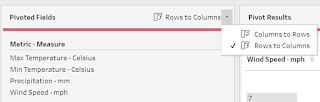 Pivoted Fields
Rows to Columns
Pivot Results
Columns to Rows
✓ Rows to Columns
Metric - Measure
Max Temperature - Celsius
Min Temperature - Celsius
Precipitation - mm
Wind Speed - mph
Wind Speed - mph
7